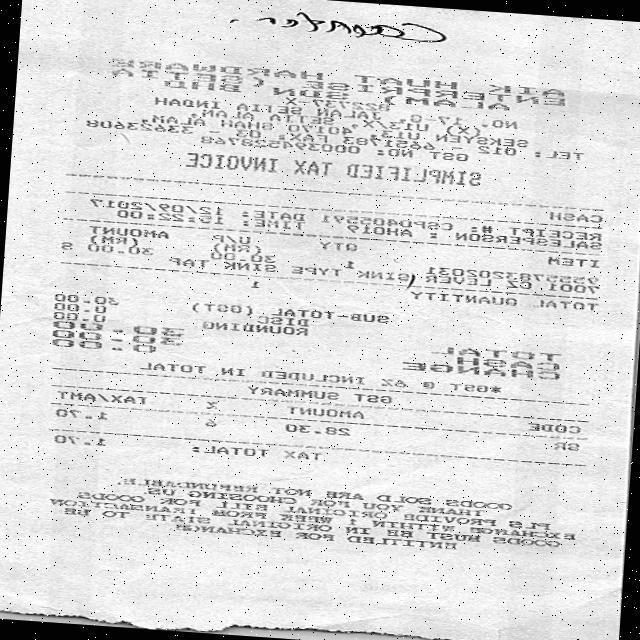 AIK HUAT HARDWARE
ENTERPRISE (SETIA
ALAM) SDN BHD
822737-X
NO. 17-G, JALAN SETIA INDAH
(X) U13/X, SETIA ALAM,
SEKSYEN U13, 40170 SHAH ALAM,
TEL: 012 - 6651783 FAX: 03 - 33623608
GST NO: 000394528768
SIMPLIFIED TAX INVOICE
CASH
RECEIPT #: CSP0405591 DATE: 12/09/2017
SALESPERSON : AH019 TIME: 16:22:00
ITEM QTY U/P AMOUNT
(RM) (RM)
9555783202031 1 30.00 30.00 S
7001 CZ LEVER /SINK TYPE SINK TAP
TOTAL QUANTITY 1
SUB-TOTAL (GST) 30.00
DISC 0.00
ROUNDING 0.00
TOTAL 30.00
CASH 30.00
CHANGE 0.00
*GST @ 6% INCLUDED IN TOTAL
GST SUMMARY
CODE AMOUNT % TAX/AMT
SR 28.30 6 1.70
TAX TOTAL: 1.70
GOODS SOLD ARE NOT REFUNDABLE,
THANK YOU FOR CHOOSING US.
PLS PROVIDE ORIGINAL BILL FOR GOODS
EXCHANGE WITHIN 1 WEEK FROM TRANSACTION
GOODS MUST BE IN ORIGINAL STATE TO BE
ENTITLED FOR EXCHANGE.